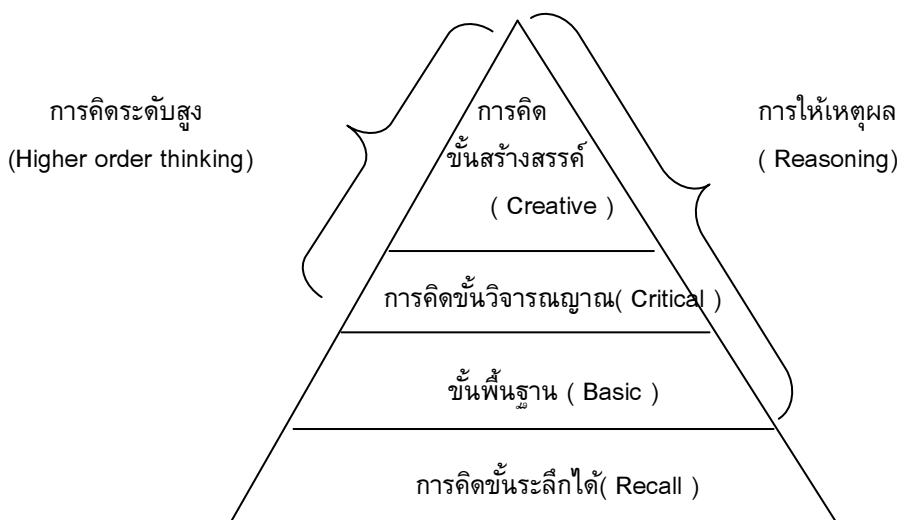 การคิดระดับสูง
(Higher order thinking)
การคิด
ขั้นสร้างสรรค์
( Creative )
การให้เหตุผล
( Reasoning)
การคิดขั้นวิจารณญาณ( Critical )
ขั้นพื้นฐาน ( Basic )
การคิดขั้นระลึกได้( Recall )